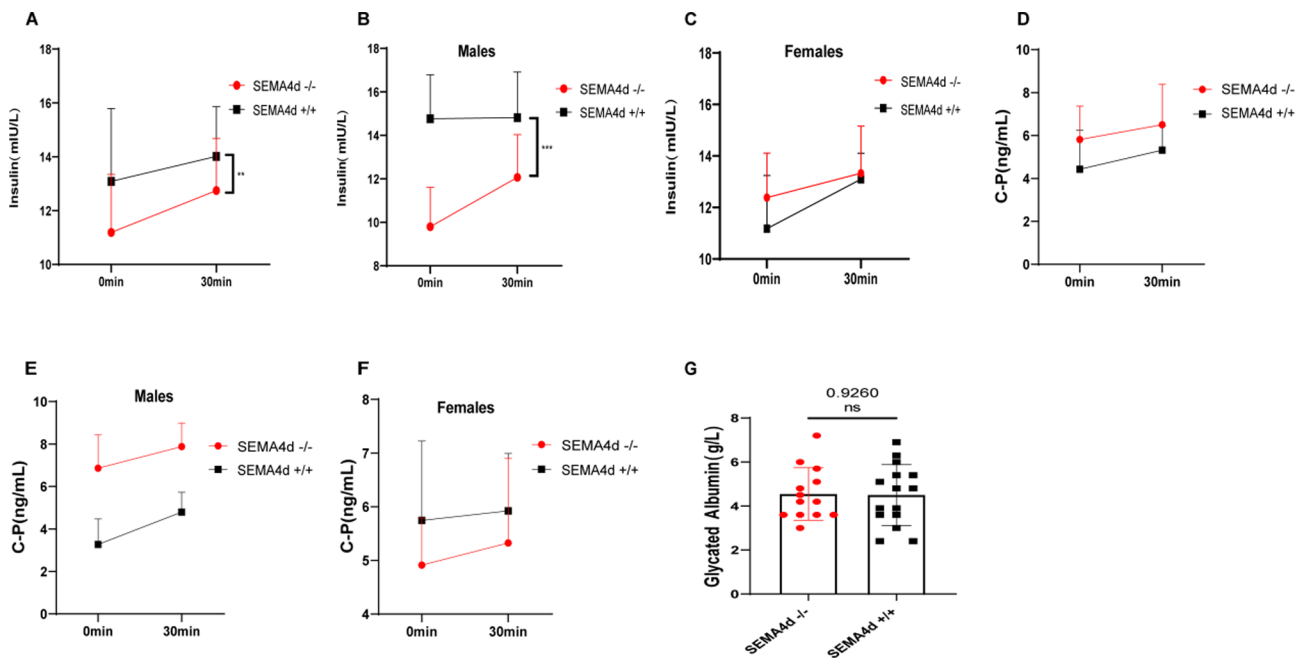 A
18
16
14
12
10
Insulin( mIU/L)
0min
30min
SEMA4d -/-
SEMA4d +/+
**
B
Males
18
16
14
12
10
8
Insulin( mIU/L)
0min
30min
SEMA4d -/-
SEMA4d +/+
***
C
Females
18
16
14
12
10
Insulin( mIU/L)
0min
30min
SEMA4d -/-
SEMA4d +/+
D
10
8
6
4
2
0
C-P(ng/mL)
0min
30min
SEMA4d -/-
SEMA4d +/+
E
Males
10
8
6
4
2
0
C-P(ng/mL)
0min
30min
SEMA4d -/-
SEMA4d +/+
F
Females
8
7
6
5
4
C-P(ng/mL)
0min
30min
SEMA4d -/-
SEMA4d +/+
G
0.9260
ns
8
6
4
2
0
Glycated Albumin( g/L)
SEMA4d -/-
SEMA4d +/+